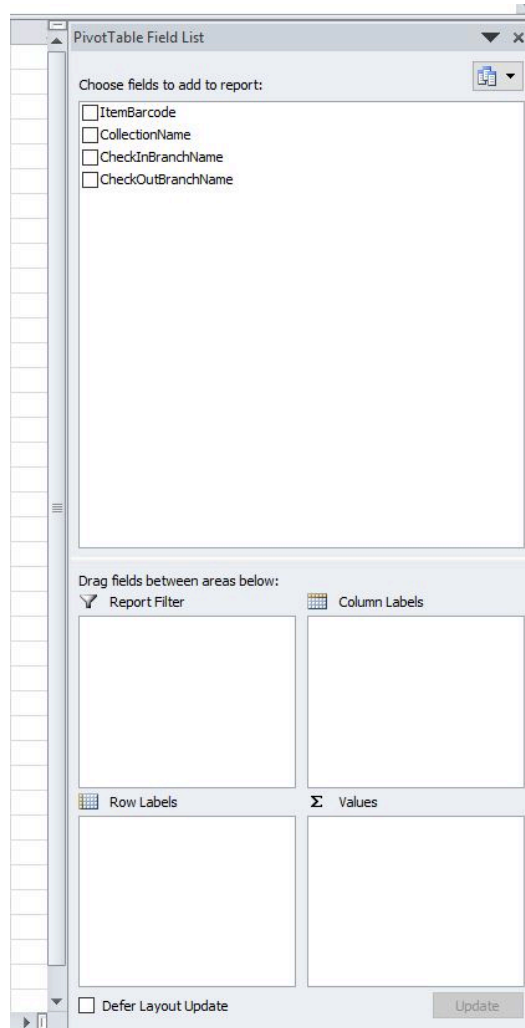 PivotTable Field List
Choose fields to add to report:
ItemBarcode
CollectionName
CheckInBranchName
CheckOutBranchName
Drag fields between areas below:
Report Filter
Column Labels
Row Labels
Σ Values
Defer Layout Update
Update